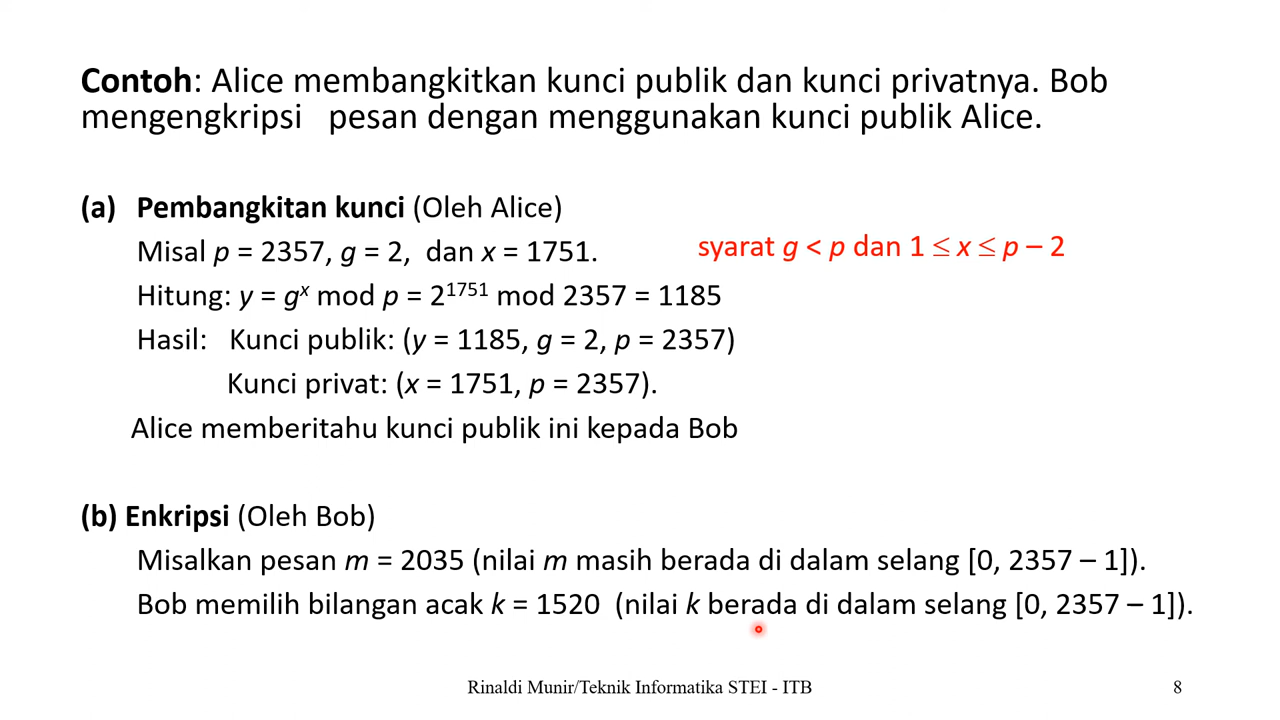 Contoh: Alice membangkitkan kunci publik dan kunci privatnya. Bob
mengengkripsi pesan dengan menggunakan kunci publik Alice.
(a) Pembangkitan kunci (Oleh Alice)
Misal p = 2357, g = 2, dan x = 1751.
syarat g < p dan 1 ≤ x ≤ p – 2
Hitung: y = gˣ mod p = 2¹⁷⁵¹ mod 2357 = 1185
Hasil: Kunci publik: (y = 1185, g = 2, p = 2357)
Kunci privat: (x = 1751, p = 2357).
Alice memberitahu kunci publik ini kepada Bob
(b) Enkripsi (Oleh Bob)
Misalkan pesan m = 2035 (nilai m masih berada di dalam selang [0, 2357 – 1]).
Bob memilih bilangan acak k = 1520 (nilai k berada di dalam selang [0, 2357 – 1]).
Rinaldi Munir/Teknik Informatika STEI - ITB
8